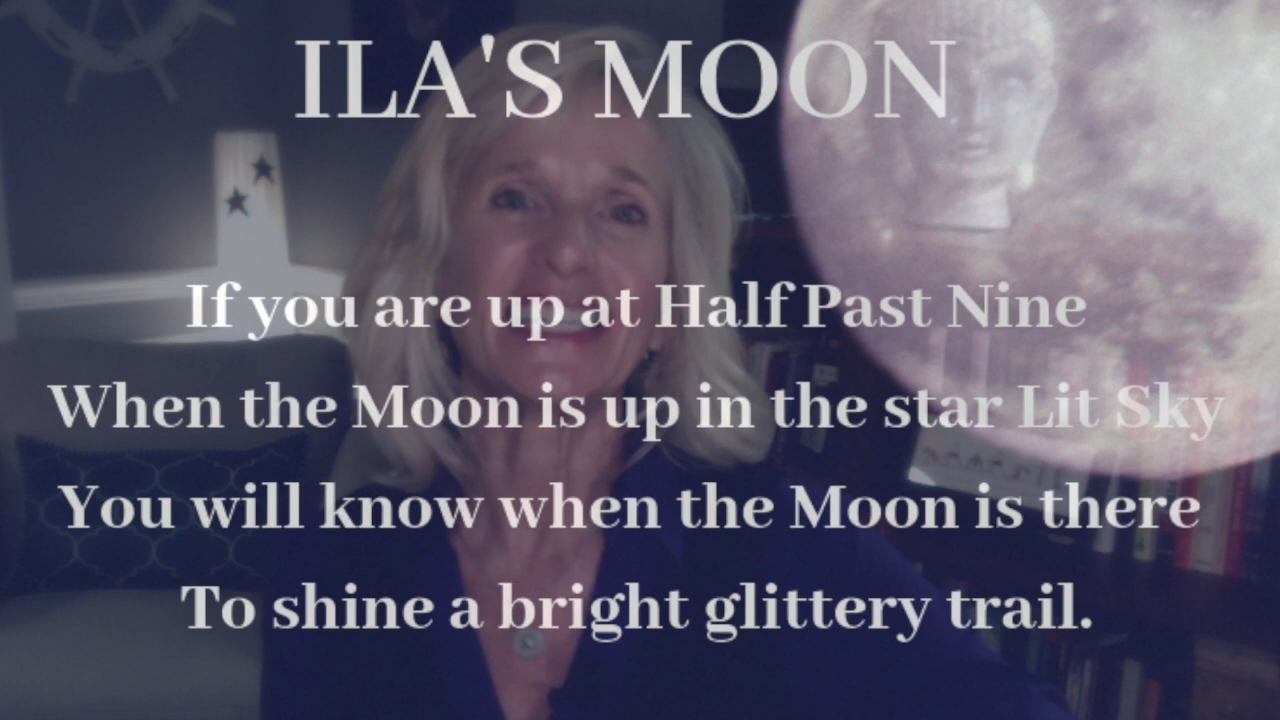 ILA'S MOON
If you are up at Half Past Nine
When the Moon is up in the star Lit Sky
You will know when the Moon is there
To shine a bright glittery trail.